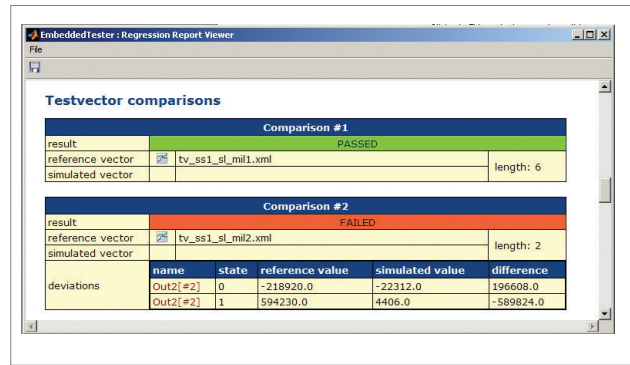 EmbeddedTester : Regression Report Viewer
File
Testvector comparisons
Comparison #1
result PASSED
reference vector tv_ss1_sl_mil1.xml length: 6
simulated vector
Comparison #2
result FAILED
reference vector tv_ss1_sl_mil2.xml length: 2
simulated vector
deviations
name state reference value simulated value difference
Out2[#2] 0 -218920.0 -22312.0 196608.0
Out2[#2] 1 594230.0 4406.0 -589824.0